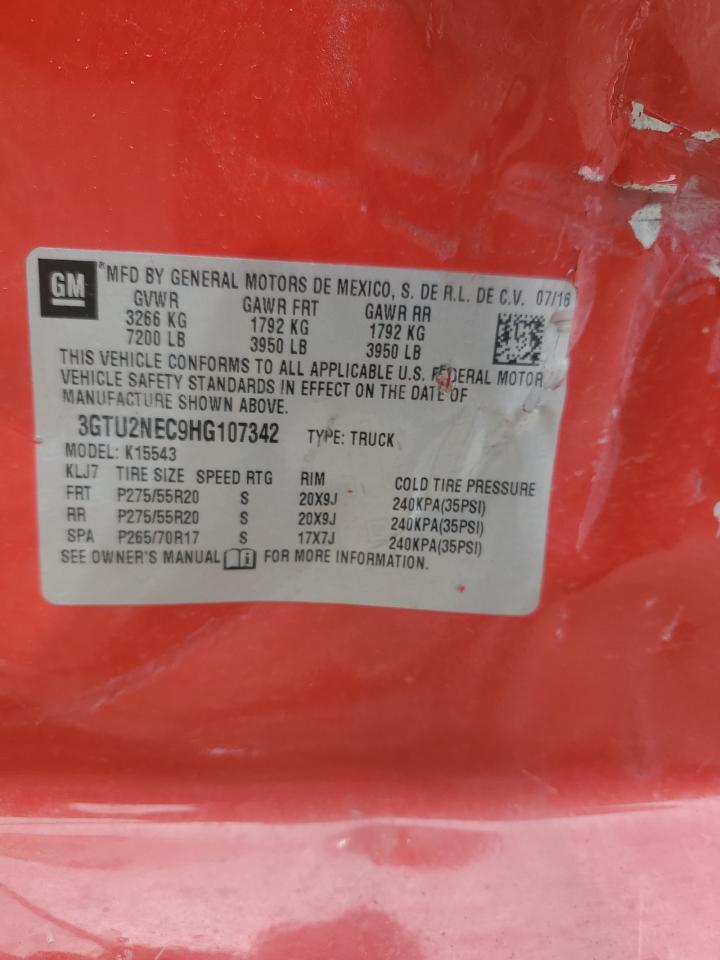 GM ®MFD BY GENERAL MOTORS DE MEXICO, S. DE R.L. DE C.V. 07/16
GVWR GAWR FRT GAWR RR
3266 KG 1792 KG 1792 KG
7200 LB 3950 LB 3950 LB
THIS VEHICLE CONFORMS TO ALL APPLICABLE U.S. FEDERAL MOTOR
VEHICLE SAFETY STANDARDS IN EFFECT ON THE DATE OF
MANUFACTURE SHOWN ABOVE.
3GTU2NEC9HG107342 TYPE: TRUCK
MODEL: K15543
KLJ7 TIRE SIZE SPEED RTG RIM COLD TIRE PRESSURE
FRT P275/55R20 S 20X9J 240KPA(35PSI)
RR P275/55R20 S 20X9J 240KPA(35PSI)
SPA P265/70R17 S 17X7J 240KPA(35PSI)
SEE OWNER'S MANUAL i FOR MORE INFORMATION.